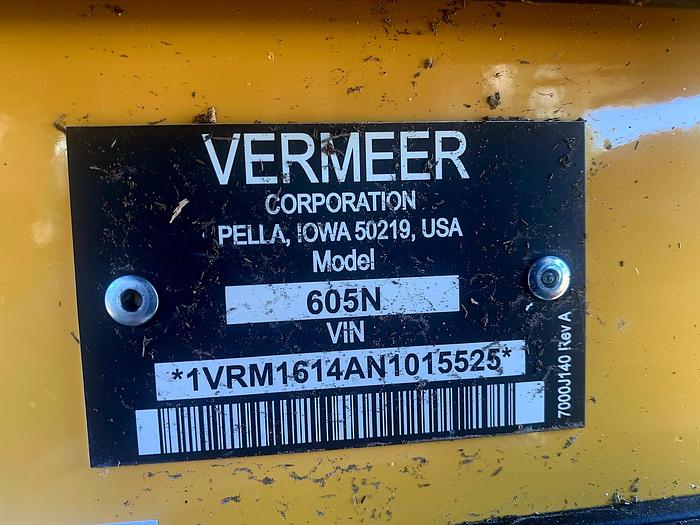 VERMEER
CORPORATION
PELLA, IOWA 50219, USA
Model
605N
VIN
*1VRM1614AN1015525*
7000J140 Rev A